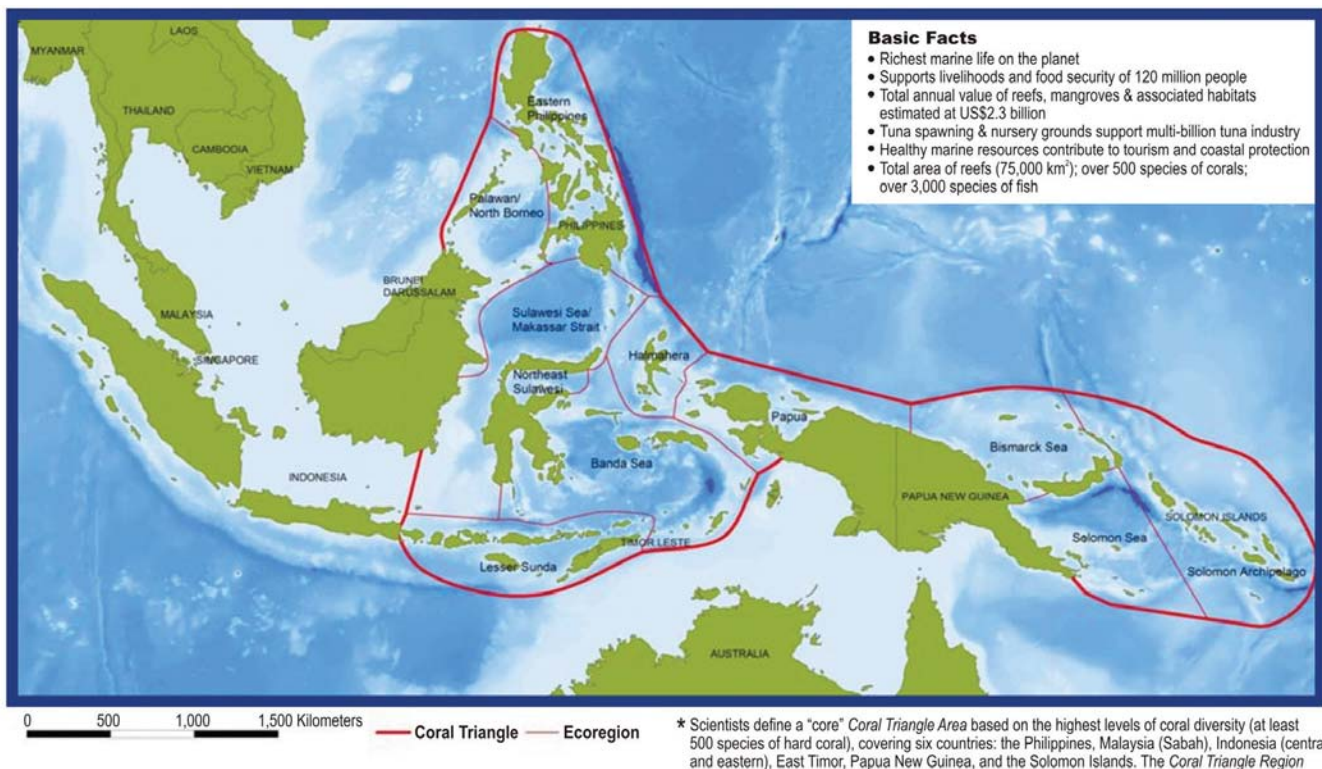 Basic Facts
• Richest marine life on the planet
• Supports livelihoods and food security of 120 million people
• Total annual value of reefs, mangroves & associated habitats
estimated at US$2.3 billion
• Tuna spawning & nursery grounds support multi-billion tuna industry
• Healthy marine resources contribute to tourism and coastal protection
• Total area of reefs (75,000 km²); over 500 species of corals;
over 3,000 species of fish
LAOS
MYANMAR
THAILAND
CAMBODIA
VIETNAM
Eastern
Philippines
Palawan/
North Borneo
PHILIPPINES
BRUNEI
DARUSSALAM
MALAYSIA
SINGAPORE
Sulawesi Sea/
Makassar Strait
Halmahera
Northeast
Sulawesi
Papua
Banda Sea
Bismarck Sea
INDONESIA
PAPUA NEW GUINEA
SOLOMON ISLANDS
Solomon Sea
TIMOR LESTE
Lesser Sunda
Solomon Archipelago
AUSTRALIA
0 500 1,000 1,500 Kilometers
Coral Triangle
Ecoregion
* Scientists define a “core” Coral Triangle Area based on the highest levels of coral diversity (at least
500 species of hard coral), covering six countries: the Philippines, Malaysia (Sabah), Indonesia (centra
and eastern), East Timor, Papua New Guinea, and the Solomon Islands. The Coral Triangle Region